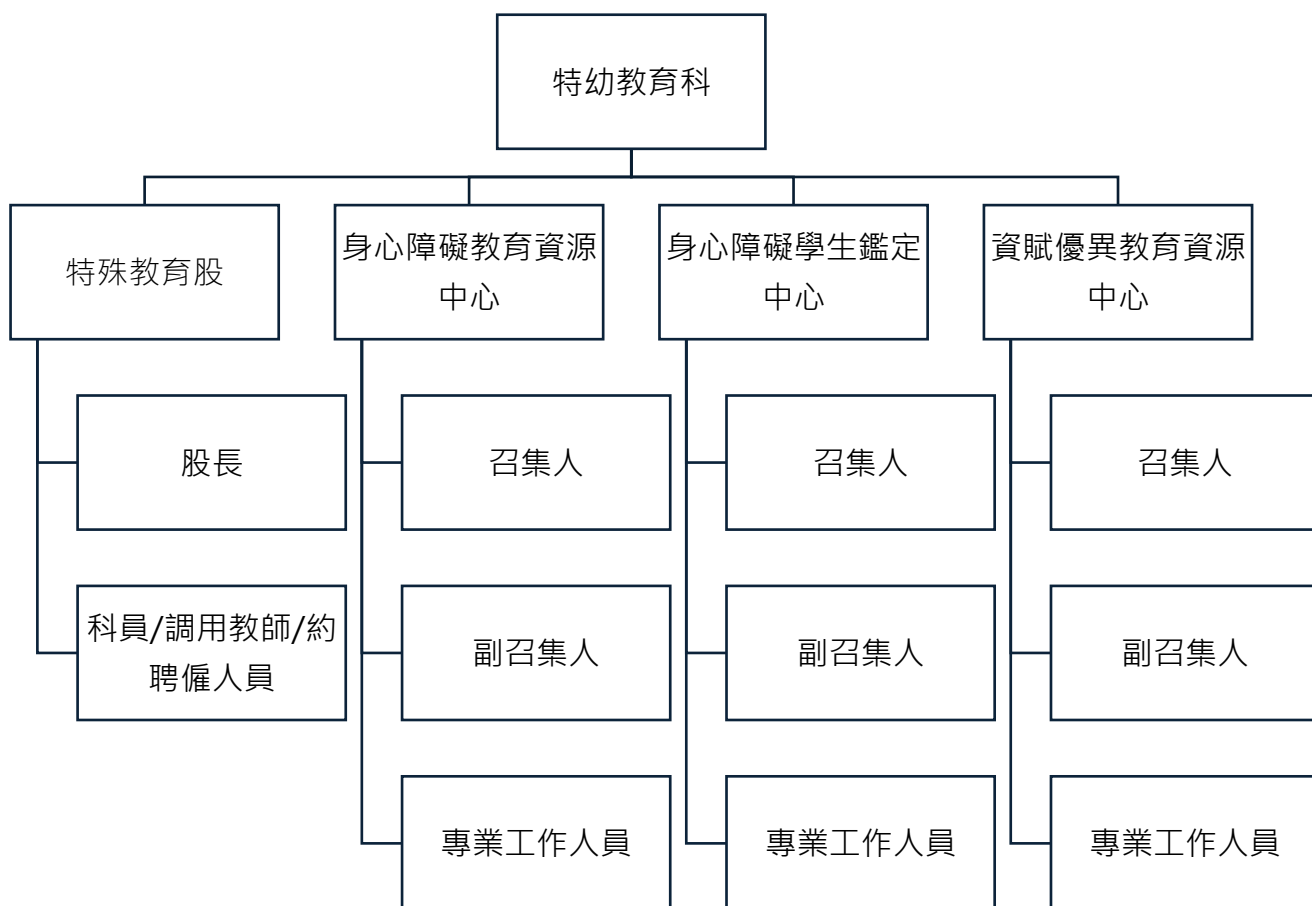 特幼教育科
特殊教育股
身心障礙教育資源
中心
身心障礙學生鑑定
中心
資賦優異教育資源
中心
股長
召集人
召集人
召集人
科員/調用教師/約
聘僱人員
副召集人
副召集人
副召集人
專業工作人員
專業工作人員
專業工作人員